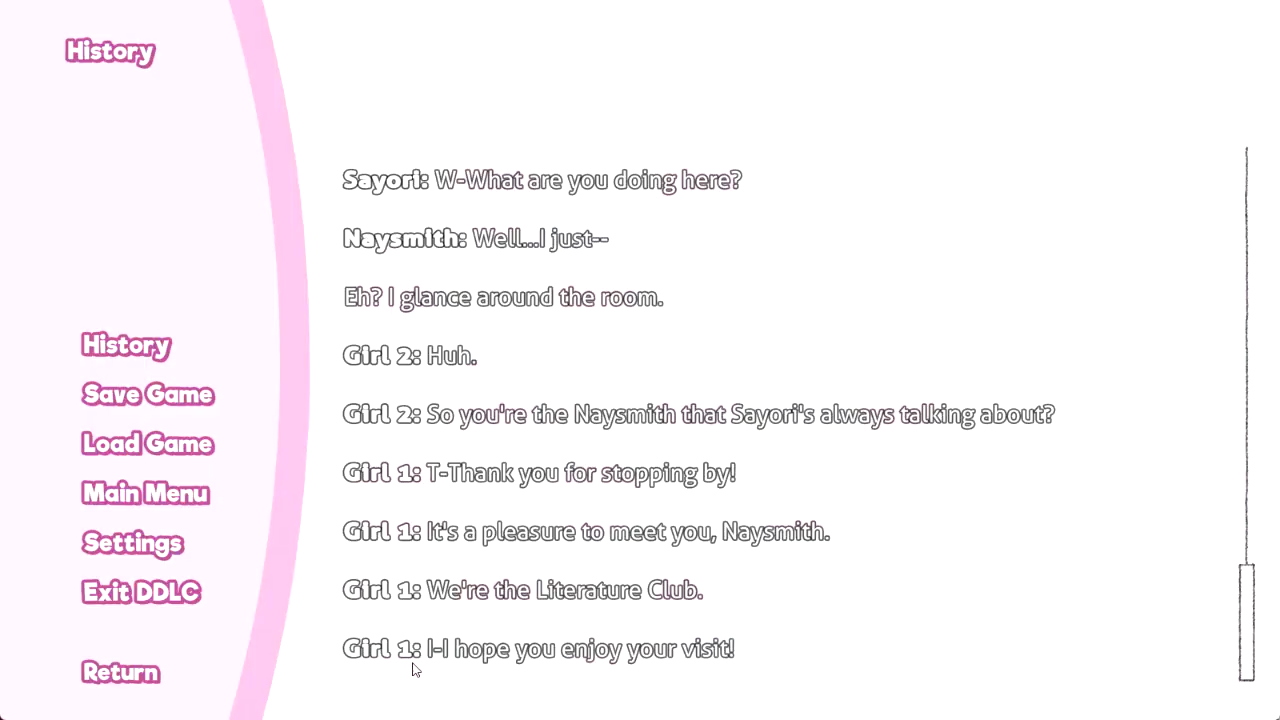 History
Sayori: W-What are you doing here?
Naysmith: Well...I just--
Eh? I glance around the room.
Girl 2: Huh.
Girl 2: So you're the Naysmith that Sayori's always talking about?
Girl 1: T-Thank you for stopping by!
Girl 1: It's a pleasure to meet you, Naysmith.
Girl 1: We're the Literature Club.
Girl 1: I-I hope you enjoy your visit!
History
Save Game
Load Game
Main Menu
Settings
Exit DDLC
Return